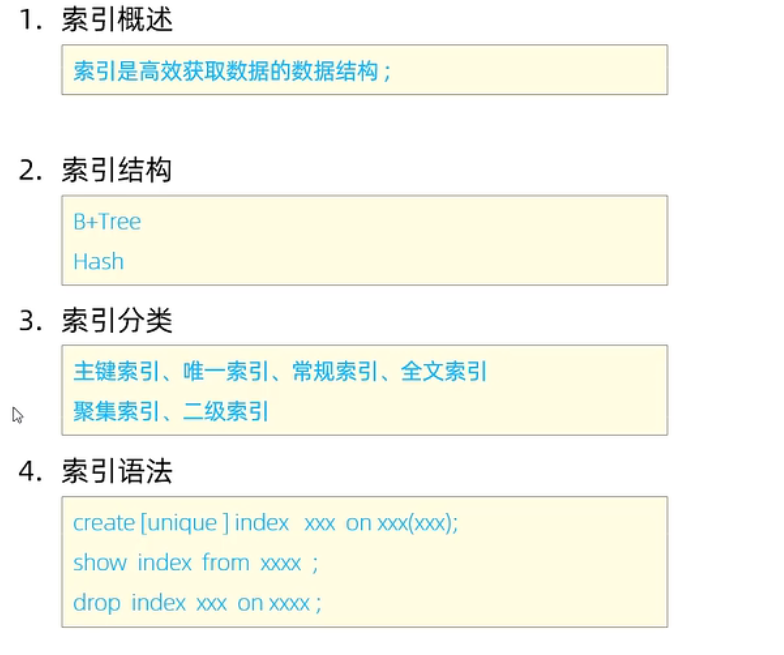 1. 索引概述
索引是高效获取数据的数据结构；
2. 索引结构
B+Tree
Hash
3. 索引分类
主键索引、唯一索引、常规索引、全文索引
聚集索引、二级索引
4. 索引语法
create [unique ] index xxx on xxx(xxx);
show index from xxxx ;
drop index xxx on xxxx ;